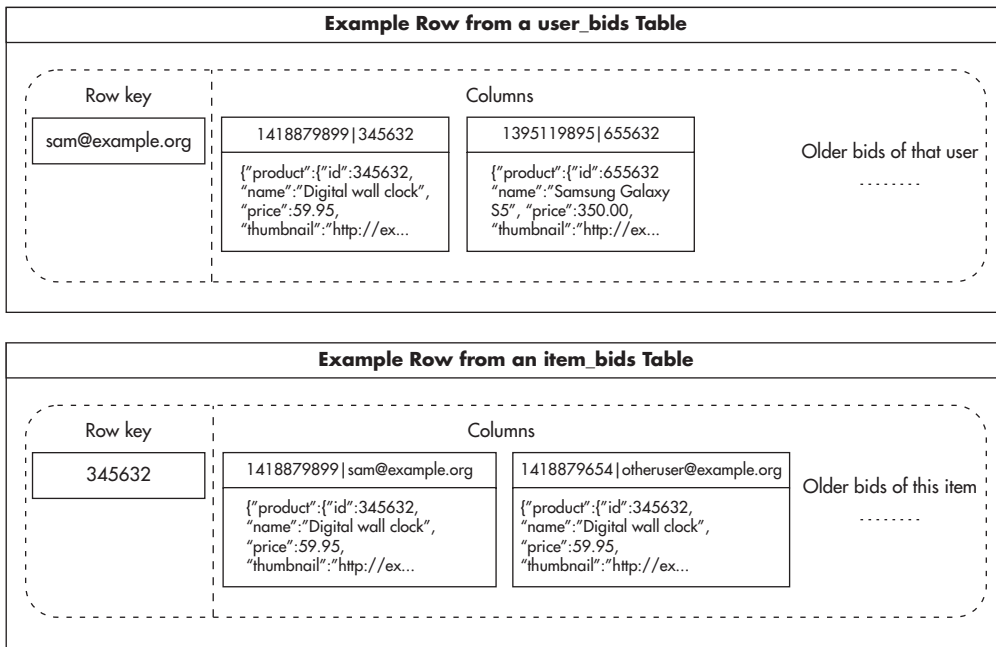 Example Row from a user_bids Table
Row key
Columns
sam@example.org
1418879899|345632
{"product":{"id":345632,
“name”:”Digital wall clock”,
“price”:59.95,
“thumbnail”:”http://ex...
1395119895|655632
{"product":{"id":655632
“name”:”Samsung Galaxy
S5”, “price”:350.00,
“thumbnail”:”http://ex...
Older bids of that user
........
Example Row from an item_bids Table
Row key
Columns
345632
1418879899|sam@example.org
{“product”:{“id”:345632,
“name”:”Digital wall clock”,
“price”:59.95,
“thumbnail”:”http://ex...
1418879654|otheruser@example.org
{“product”:{“id”:345632,
“name”:”Digital wall clock”,
“price”:59.95,
“thumbnail”:”http://ex...
Older bids of this item
........